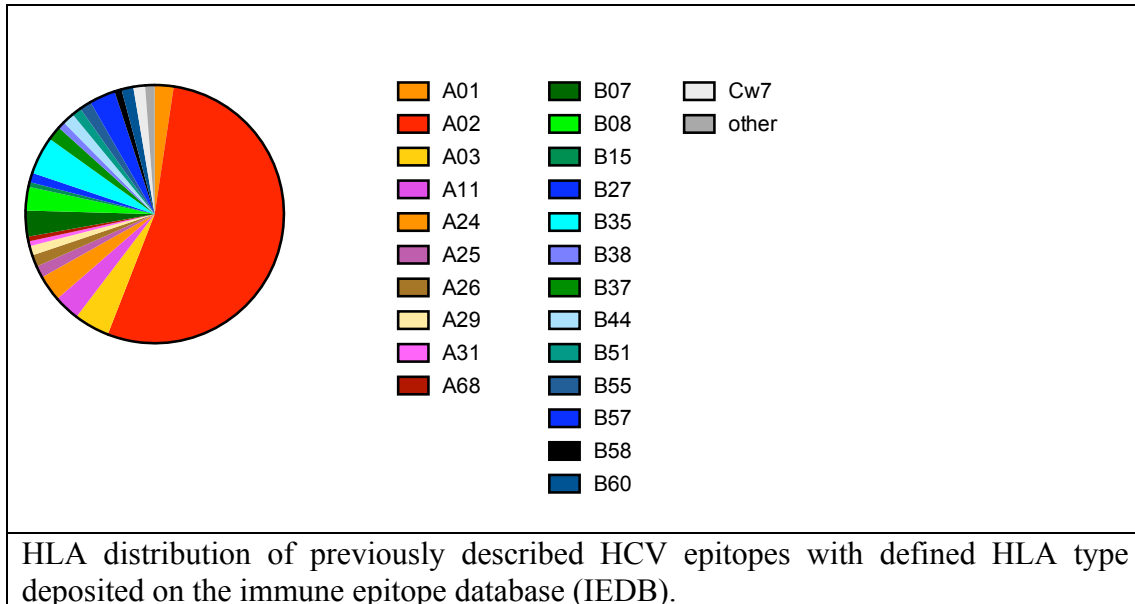 A01
A02
A03
A11
A24
A25
A26
A29
A31
A68
B07
B08
B15
B27
B35
B38
B37
B44
B51
B55
B57
B58
B60
Cw7
other
HLA distribution of previously described HCV epitopes with defined HLA type
deposited on the immune epitope database (IEDB).